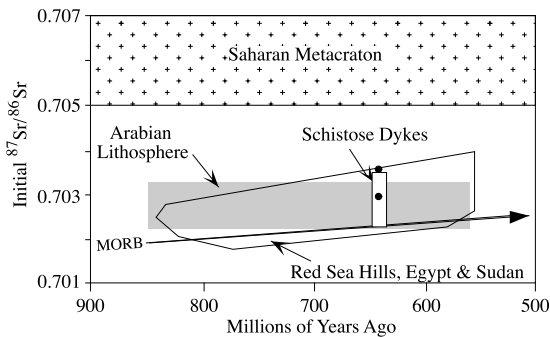 0.707
0.705
0.703
0.701
Initial ⁸⁷Sr/⁸⁶Sr
Saharan Metacraton
Arabian
Lithosphere
Schistose Dykes
MORB
Red Sea Hills, Egypt & Sudan
900
800
700
600
500
Millions of Years Ago